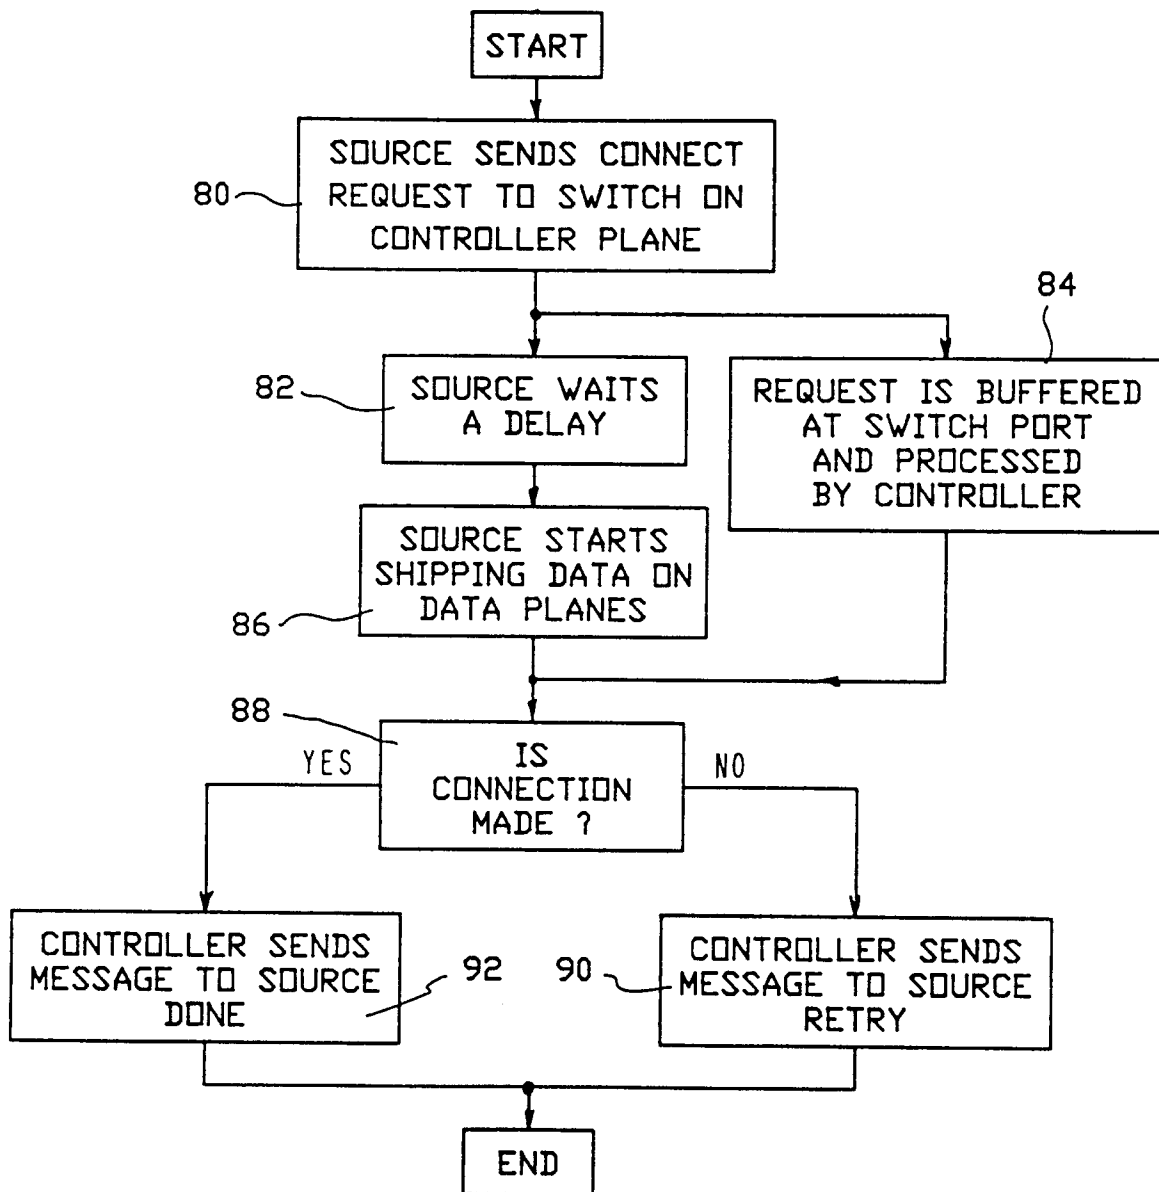 START
SOURCE SENDS CONNECT
REQUEST TO SWITCH ON
CONTROLLER PLANE
80
84
82
SOURCE WAITS
A DELAY
REQUEST IS BUFFERED
AT SWITCH PORT
AND PROCESSED
BY CONTROLLER
SOURCE STARTS
SHIPPING DATA ON
DATA PLANES
86
88
IS
CONNECTION
MADE ?
YES
NO
CONTROLLER SENDS
MESSAGE TO SOURCE
DONE
92
90
CONTROLLER SENDS
MESSAGE TO SOURCE
RETRY
END